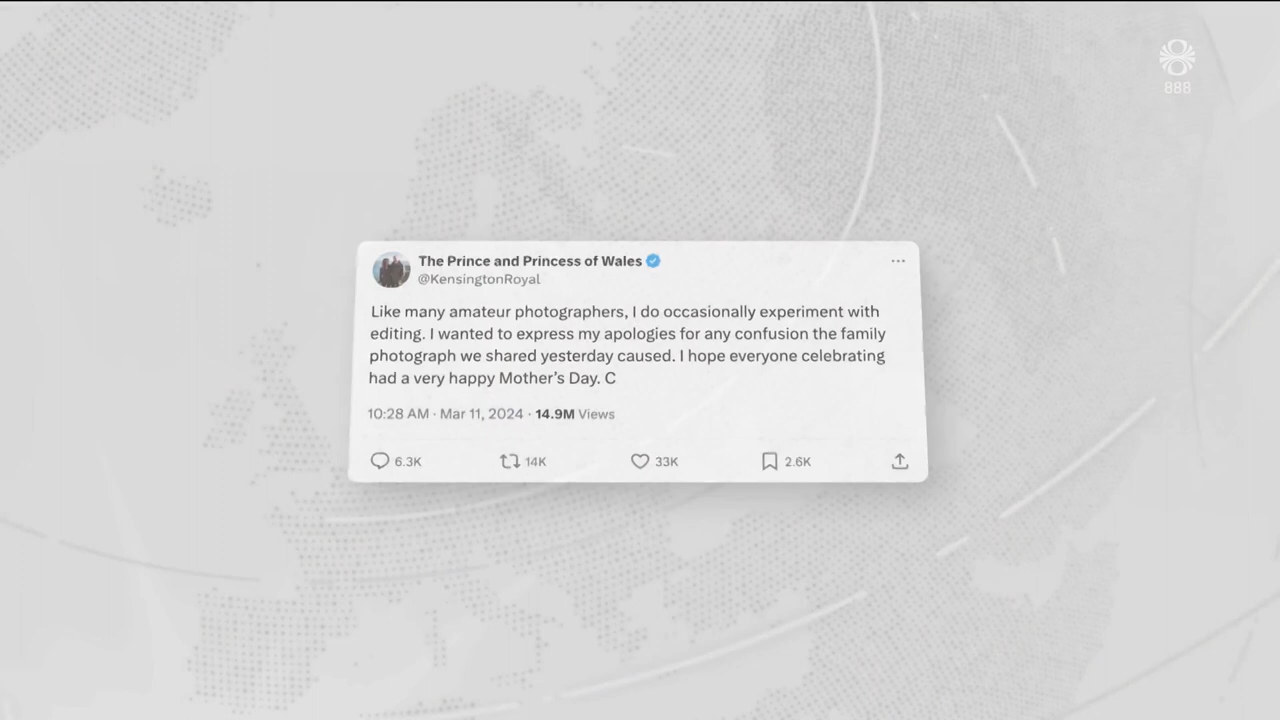 888
The Prince and Princess of Wales
@KensingtonRoyal
Like many amateur photographers, I do occasionally experiment with
editing. I wanted to express my apologies for any confusion the family
photograph we shared yesterday caused. I hope everyone celebrating
had a very happy Mother’s Day. C
10:28 AM · Mar 11, 2024 · 14.9M Views
6.3K 14K 33K 2.6K